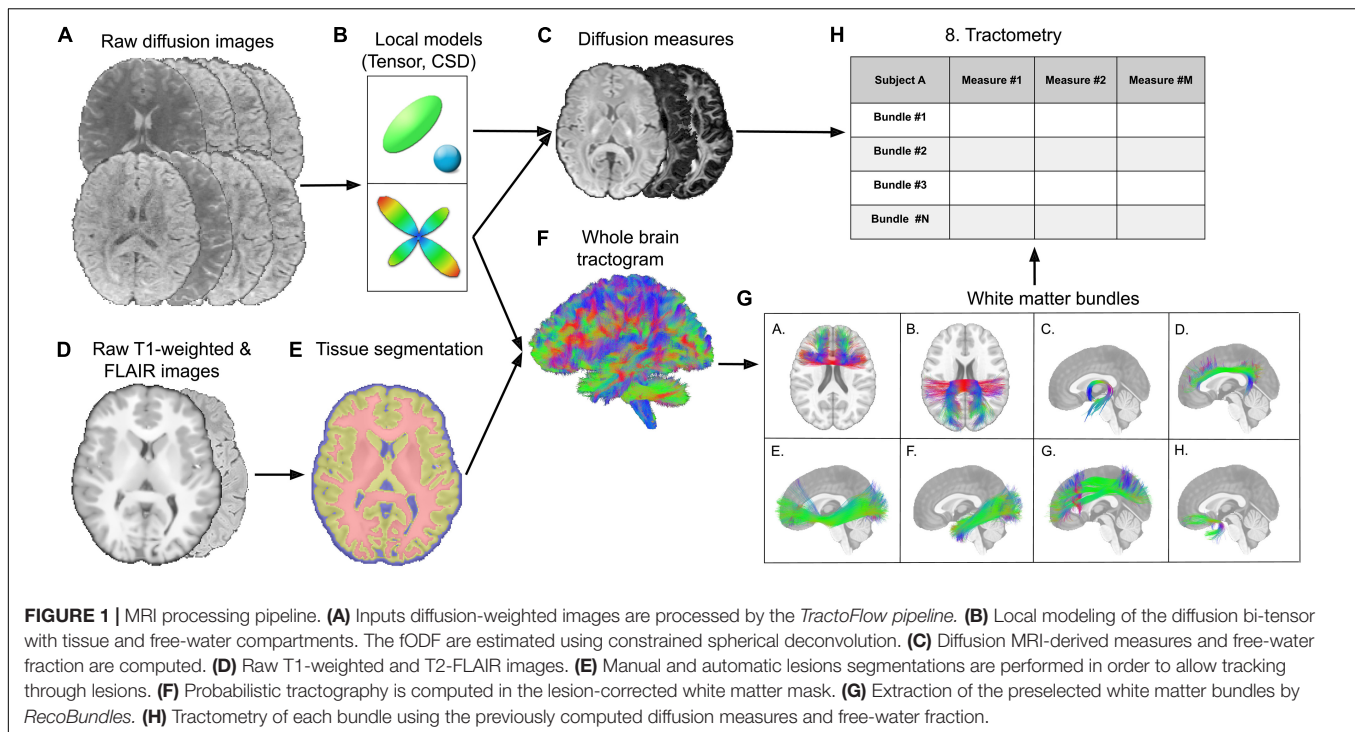 A Raw diffusion images
B Local models
(Tensor, CSD)
C Diffusion measures
H 8. Tractometry
Subject A Measure #1 Measure #2 Measure #M
Bundle #1
Bundle #2
Bundle #3
Bundle #N
D Raw T1-weighted &
FLAIR images
E Tissue segmentation
F Whole brain
tractogram
G White matter bundles
A. B. C. D.
E. F. G. H.
FIGURE 1 | MRI processing pipeline. (A) Inputs diffusion-weighted images are processed by the TractoFlow pipeline. (B) Local modeling of the diffusion bi-tensor
with tissue and free-water compartments. The fODF are estimated using constrained spherical deconvolution. (C) Diffusion MRI-derived measures and free-water
fraction are computed. (D) Raw T1-weighted and T2-FLAIR images. (E) Manual and automatic lesions segmentations are performed in order to allow tracking
through lesions. (F) Probabilistic tractography is computed in the lesion-corrected white matter mask. (G) Extraction of the preselected white matter bundles by
RecoBundles. (H) Tractometry of each bundle using the previously computed diffusion measures and free-water fraction.